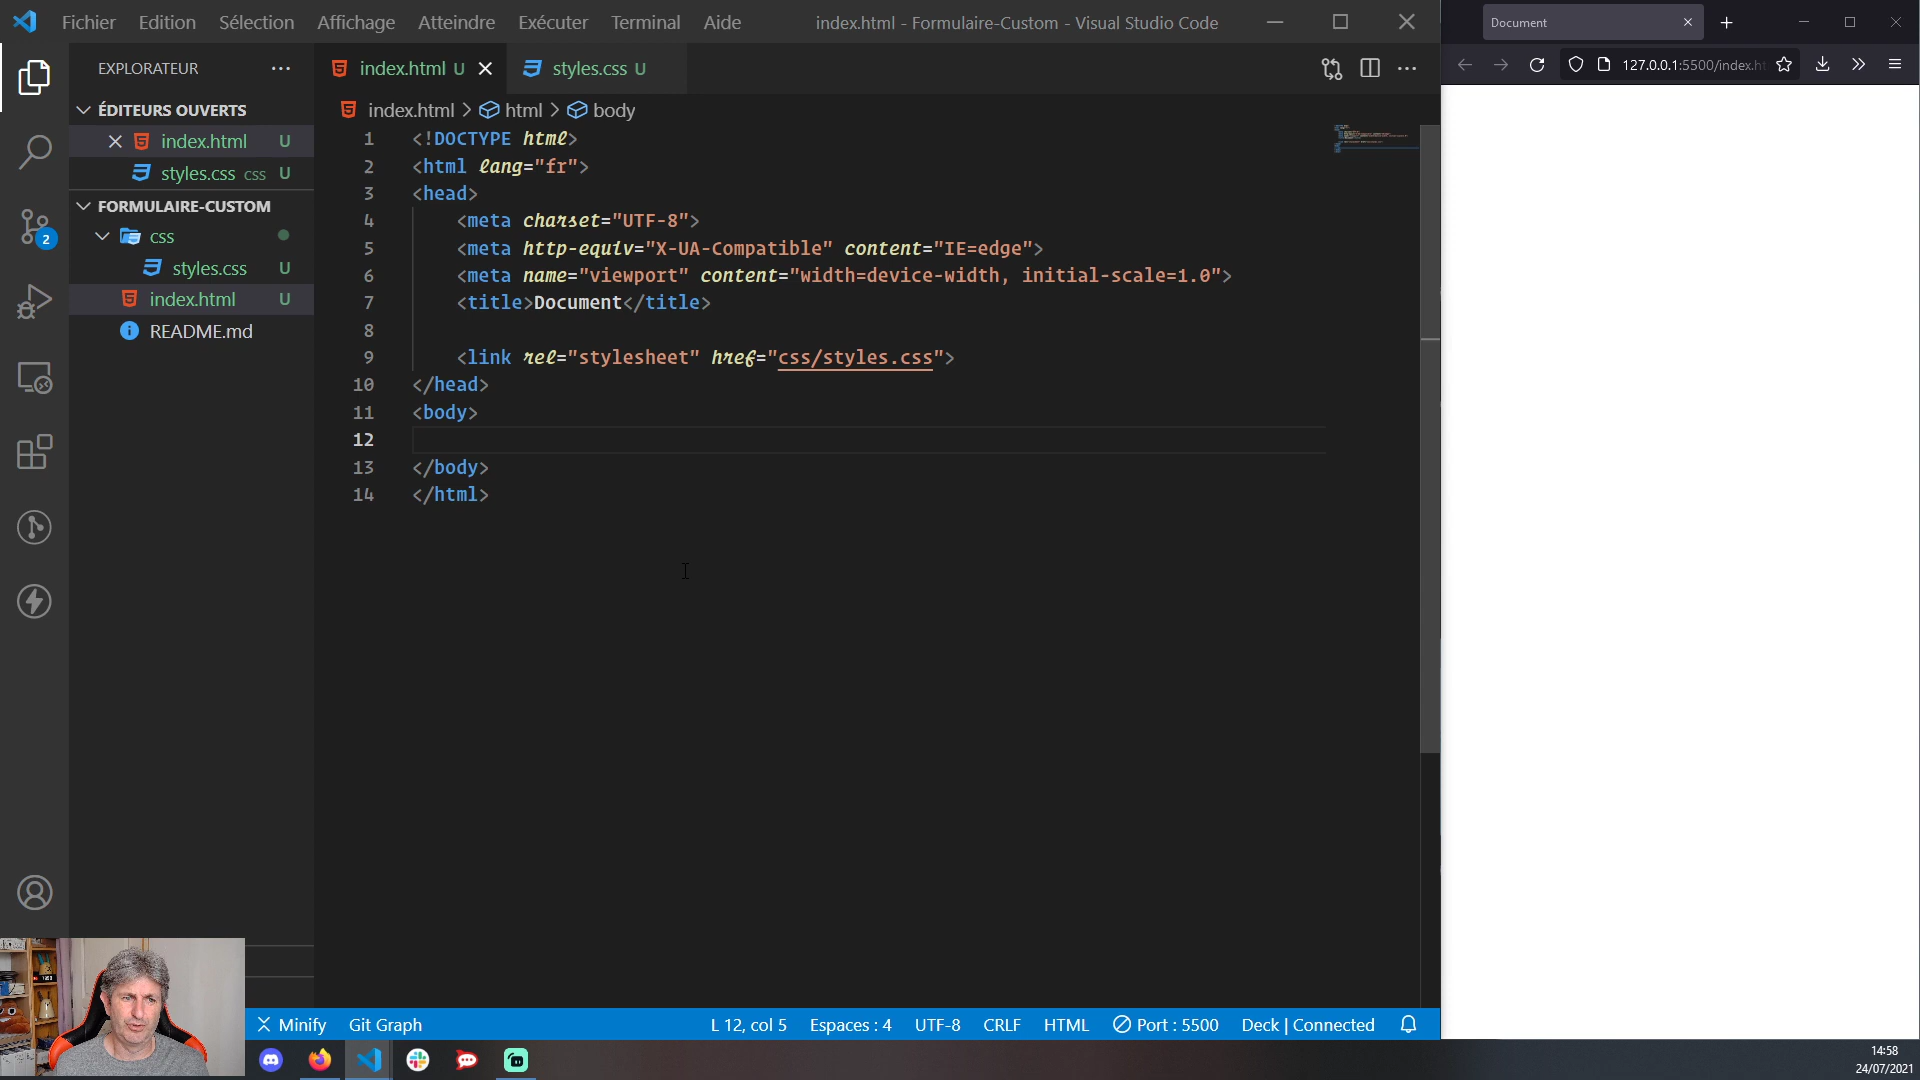 Fichier Edition Sélection Affichage Atteindre Exécuter Terminal Aide index.html - Formulaire-Custom - Visual Studio Code
Document
EXPLORATEUR
index.html U
styles.css U
127.0.0.1:5500/index.ht
ÉDITEURS OUVERTS
index.html > html > body
index.html U
styles.css css U
FORMULAIRE-CUSTOM
css
styles.css U
index.html U
README.md
2
1 <!DOCTYPE html>
2 <html lang="fr">
3 <head>
4 <meta charset="UTF-8">
5 <meta http-equiv="X-UA-Compatible" content="IE=edge">
6 <meta name="viewport" content="width=device-width, initial-scale=1.0">
7 <title>Document</title>
8
9 <link rel="stylesheet" href="css/styles.css">
10 </head>
11 <body>
12
13 </body>
14 </html>
Minify Git Graph L 12, col 5 Espaces : 4 UTF-8 CRLF HTML Port : 5500 Deck | Connected
14:58
24/07/2021